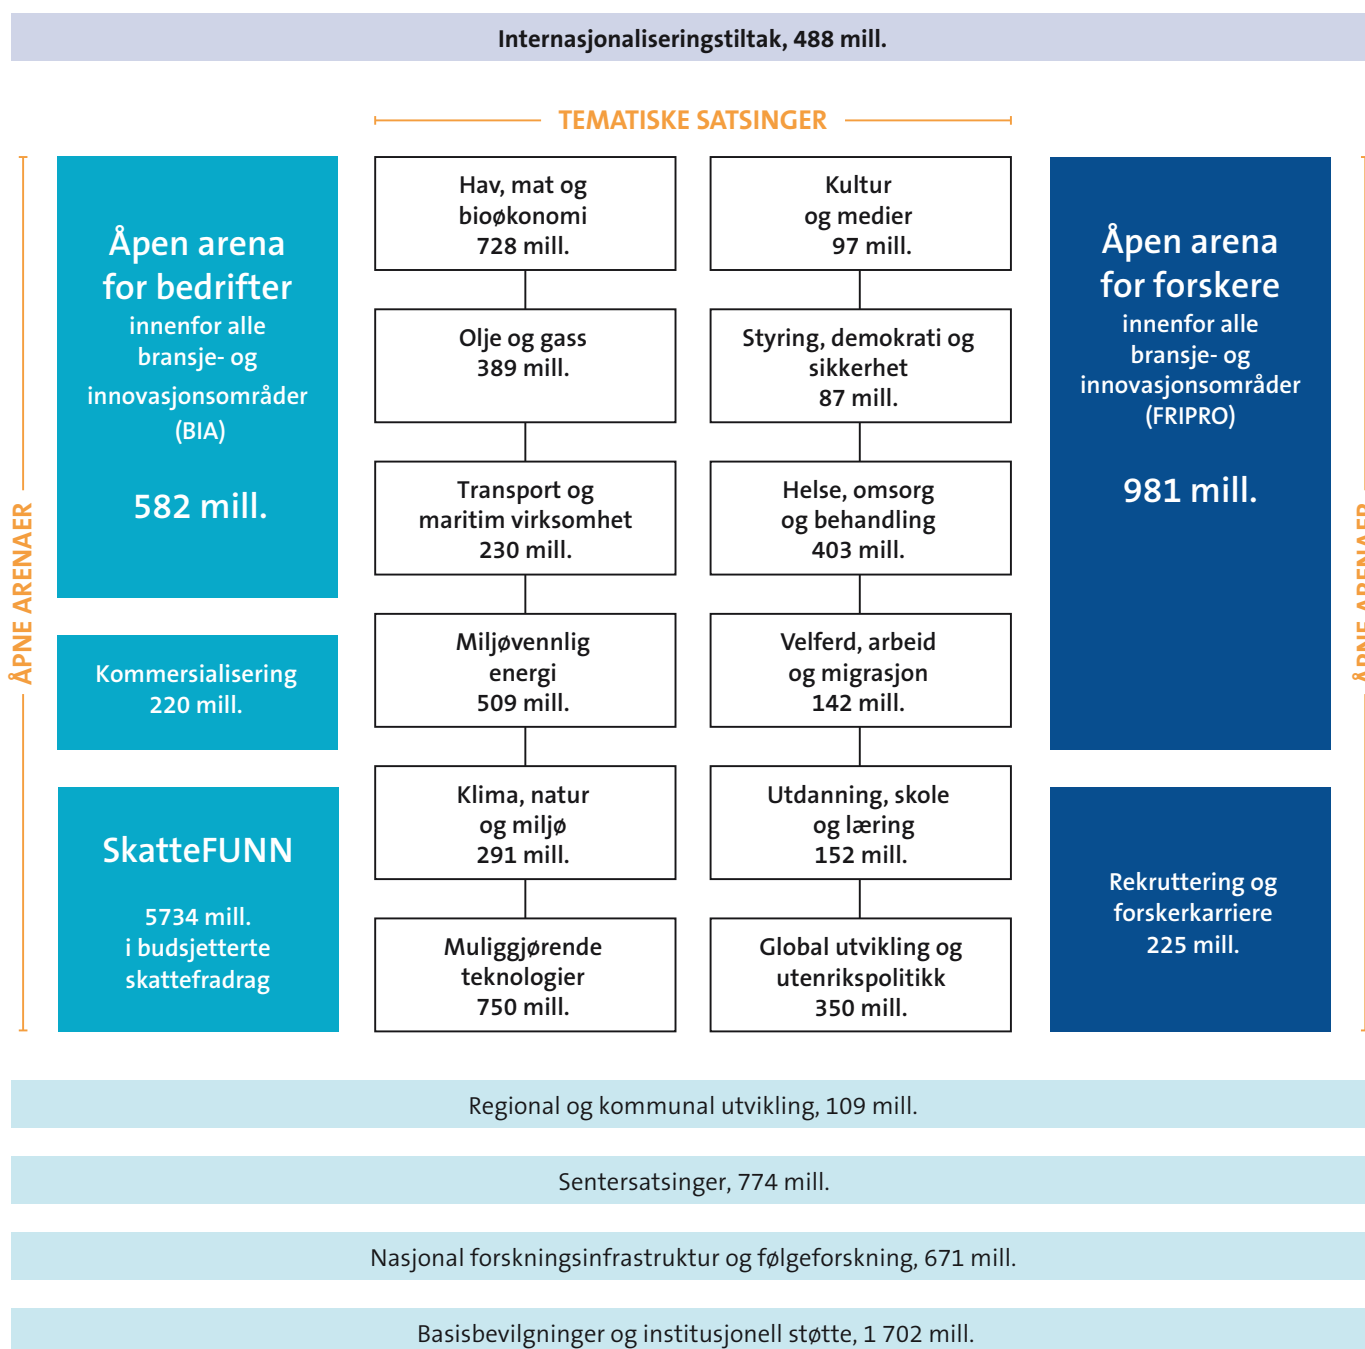 Internasjonaliseringstiltak, 488 mill.
TEMATISKE SATSINGER
ÅPNE ARENAER
Åpen arena
for bedrifter
innenfor alle
bransje- og
innovasjonsområder
(BIA)
582 mill.
Kommersialisering
220 mill.
SkatteFUNN
5734 mill.
i budsjetterte
skattefradrag
Hav, mat og
bioøkonomi
728 mill.
Olje og gass
389 mill.
Transport og
maritim virksomhet
230 mill.
Miljøvennlig
energi
509 mill.
Klima, natur
og miljø
291 mill.
Muliggjørende
teknologier
750 mill.
Kultur
og medier
97 mill.
Styring, demokrati og
sikkerhet
87 mill.
Helse, omsorg
og behandling
403 mill.
Velferd, arbeid
og migrasjon
142 mill.
Utdanning, skole
og læring
152 mill.
Global utvikling og
utenrikspolitikk
350 mill.
Åpen arena
for forskere
innenfor alle
bransje- og
innovasjonsområder
(FRIPRO)
981 mill.
Rekruttering og
forskerkarriere
225 mill.
ÅPNE ARENAER
Regional og kommunal utvikling, 109 mill.
Sentersatsinger, 774 mill.
Nasjonal forskningsinfrastruktur og følgeforskning, 671 mill.
Basisbevilgninger og institusjonell støtte, 1 702 mill.